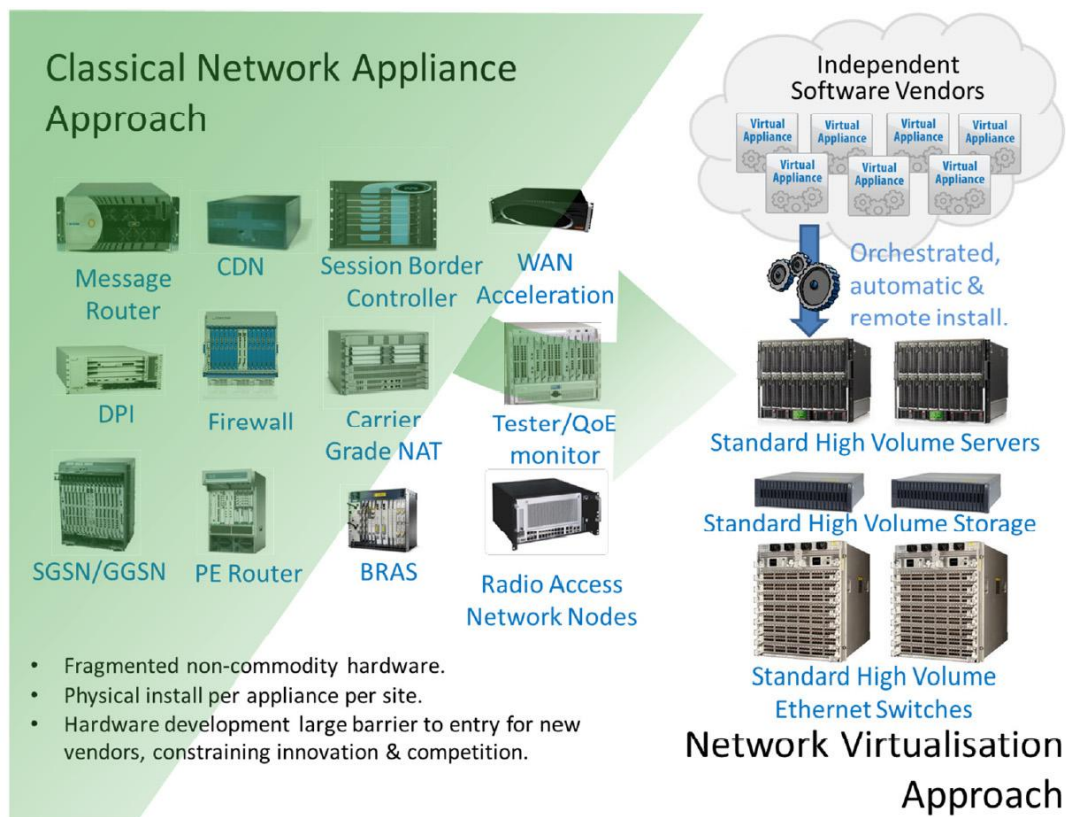 Classical Network Appliance
Approach
Message
Router
CDN
Session Border
Controller
WAN
Acceleration
DPI
Firewall
Carrier
Grade NAT
Tester/QoE
monitor
SGSN/GGSN
PE Router
BRAS
Radio Access
Network Nodes
• Fragmented non-commodity hardware.
• Physical install per appliance per site.
• Hardware development large barrier to entry for new
vendors, constraining innovation & competition.
Independent
Software Vendors
Virtual
Appliance
Virtual
Appliance
Virtual
Appliance
Virtual
Appliance
Virtual
Appliance
Virtual
Appliance
Virtual
Appliance
Orchestrated,
automatic &
remote install.
Standard High Volume Servers
Standard High Volume Storage
Standard High Volume
Ethernet Switches
Network Virtualisation
Approach